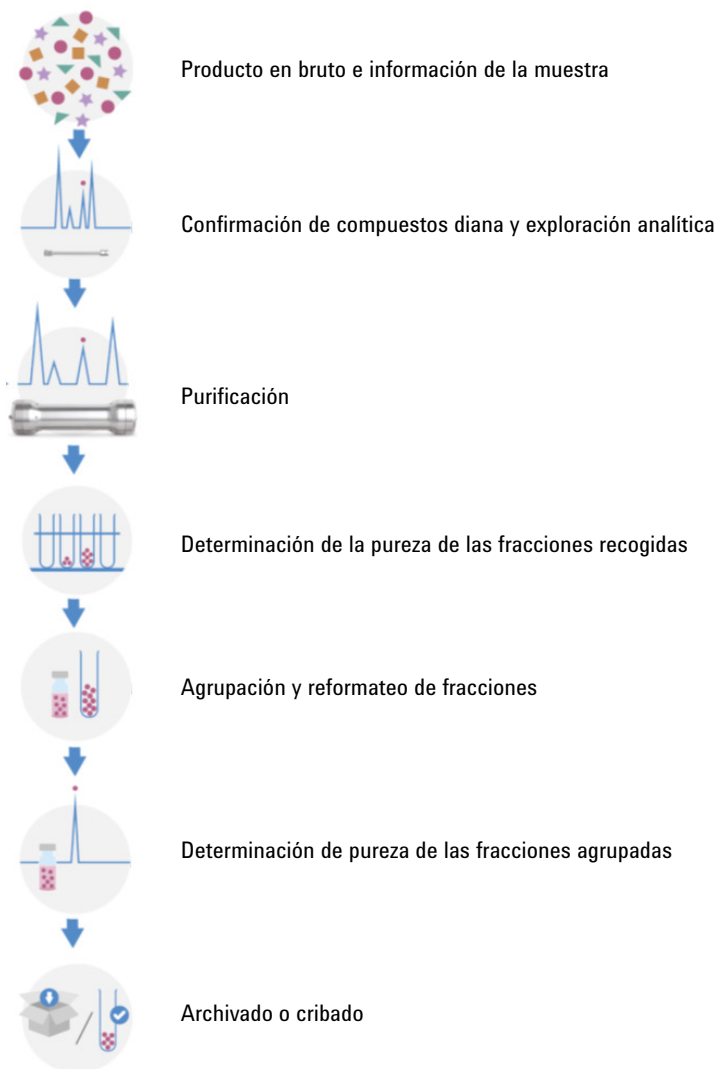 Producto en bruto e información de la muestra
Confirmación de compuestos diana y exploración analítica
Purificación
Determinación de la pureza de las fracciones recogidas
Agrupación y reformateo de fracciones
Determinación de pureza de las fracciones agrupadas
Archivado o cribado